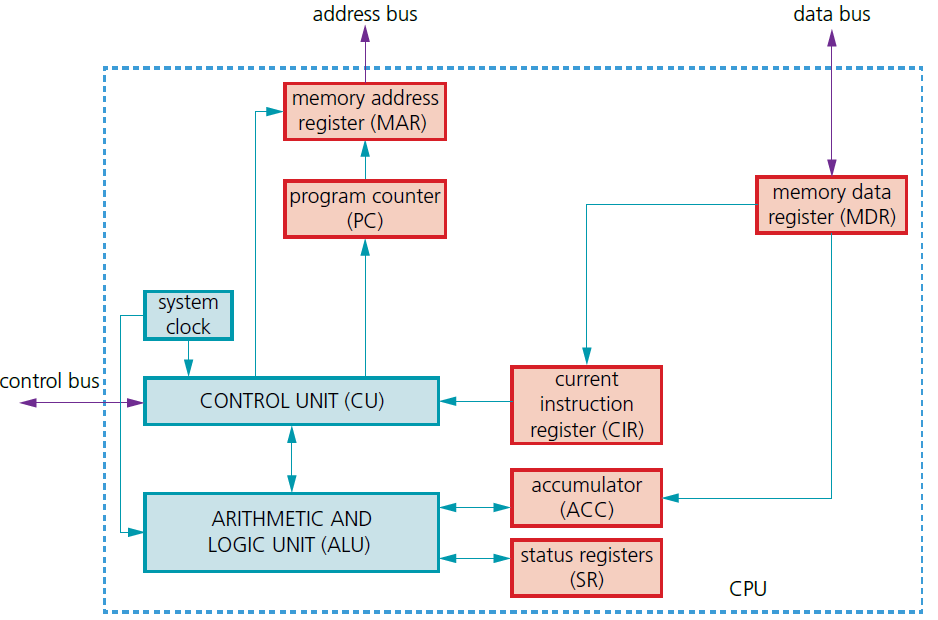 address bus
data bus
memory address
register (MAR)
program counter
(PC)
memory data
register (MDR)
system
clock
control bus
CONTROL UNIT (CU)
current
instruction
register (CIR)
ARITHMETIC AND
LOGIC UNIT (ALU)
accumulator
(ACC)
status registers
(SR)
CPU